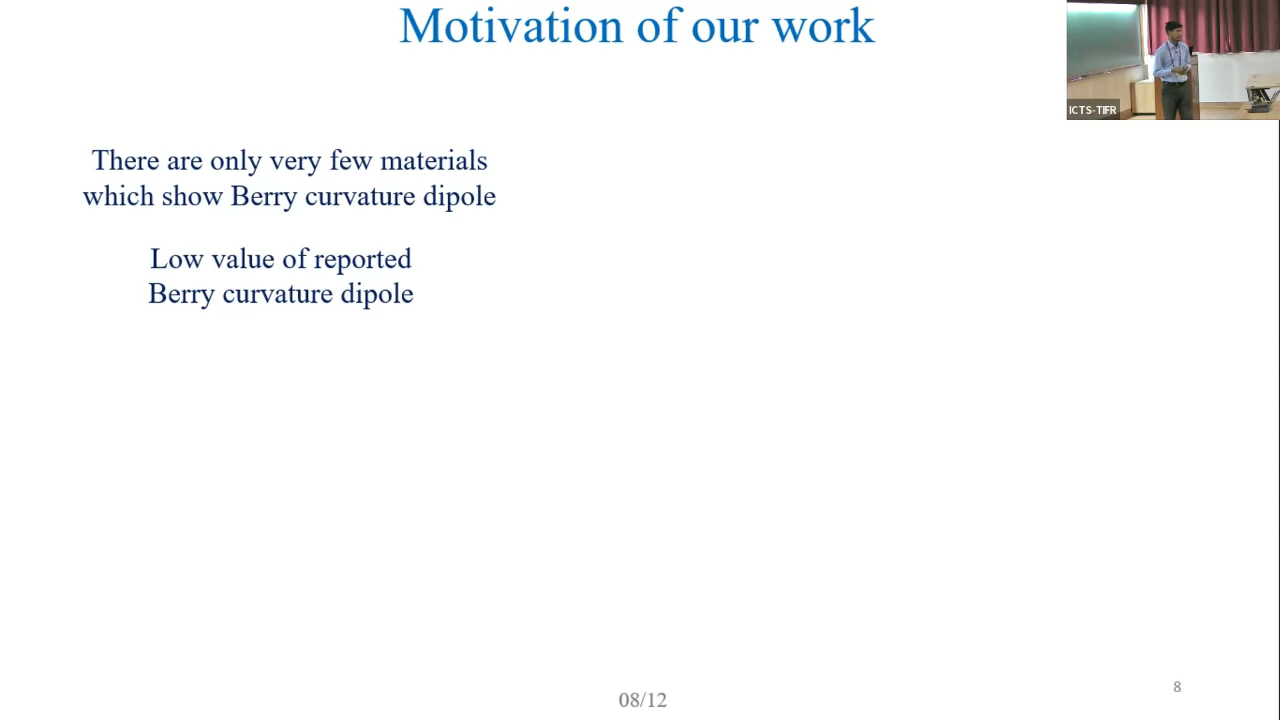 Motivation of our work
ICTS-TIFR
There are only very few materials
which show Berry curvature dipole
Low value of reported
Berry curvature dipole
08/12
8